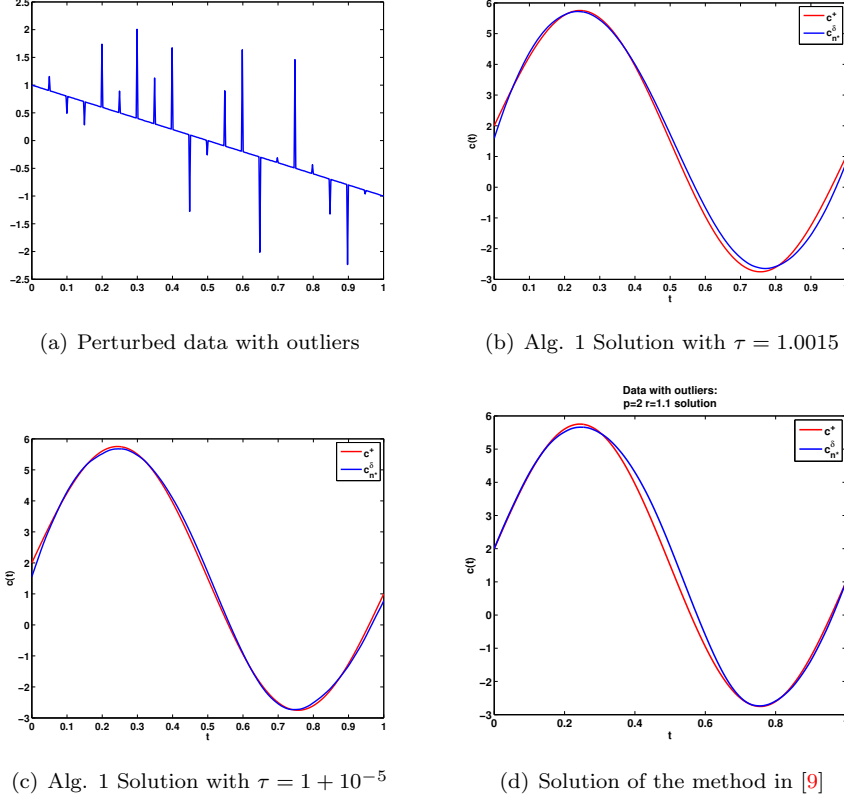 2.5
2
1.5
1
0.5
0
−0.5
−1
−1.5
−2
−2.5
0 0.1 0.2 0.3 0.4 0.5 0.6 0.7 0.8 0.9 1
(a) Perturbed data with outliers
6
5
4
3
2
1
0
−1
−2
−3
c(t)
0 0.1 0.2 0.3 0.4 0.5 0.6 0.7 0.8 0.9 1
t
c⁺
c^δ_{n*}
(b) Alg. 1 Solution with τ = 1.0015
6
5
4
3
2
1
0
−1
−2
−3
c(t)
0 0.1 0.2 0.3 0.4 0.5 0.6 0.7 0.8 0.9 1
t
c⁺
c^δ_{n*}
(c) Alg. 1 Solution with τ = 1 + 10⁻⁵
Data with outliers:
p=2 r=1.1 solution
6
5
4
3
2
1
0
−1
−2
−3
c(t)
0 0.2 0.4 0.6 0.8 1
t
c⁺
c^δ_{n*}
(d) Solution of the method in [9]